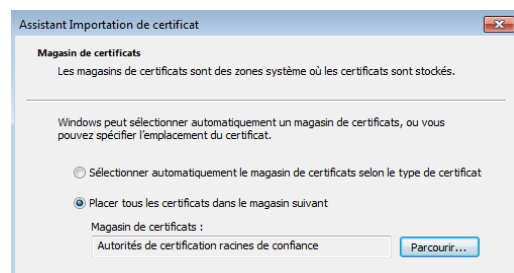 Assistant Importation de certificat
Magasin de certificats
Les magasins de certificats sont des zones système où les certificats sont stockés.
Windows peut sélectionner automatiquement un magasin de certificats, ou vous
pouvez spécifier l'emplacement du certificat.
Sélectionner automatiquement le magasin de certificats selon le type de certificat
Placer tous les certificats dans le magasin suivant
Magasin de certificats :
Autorités de certification racines de confiance
Parcourir...